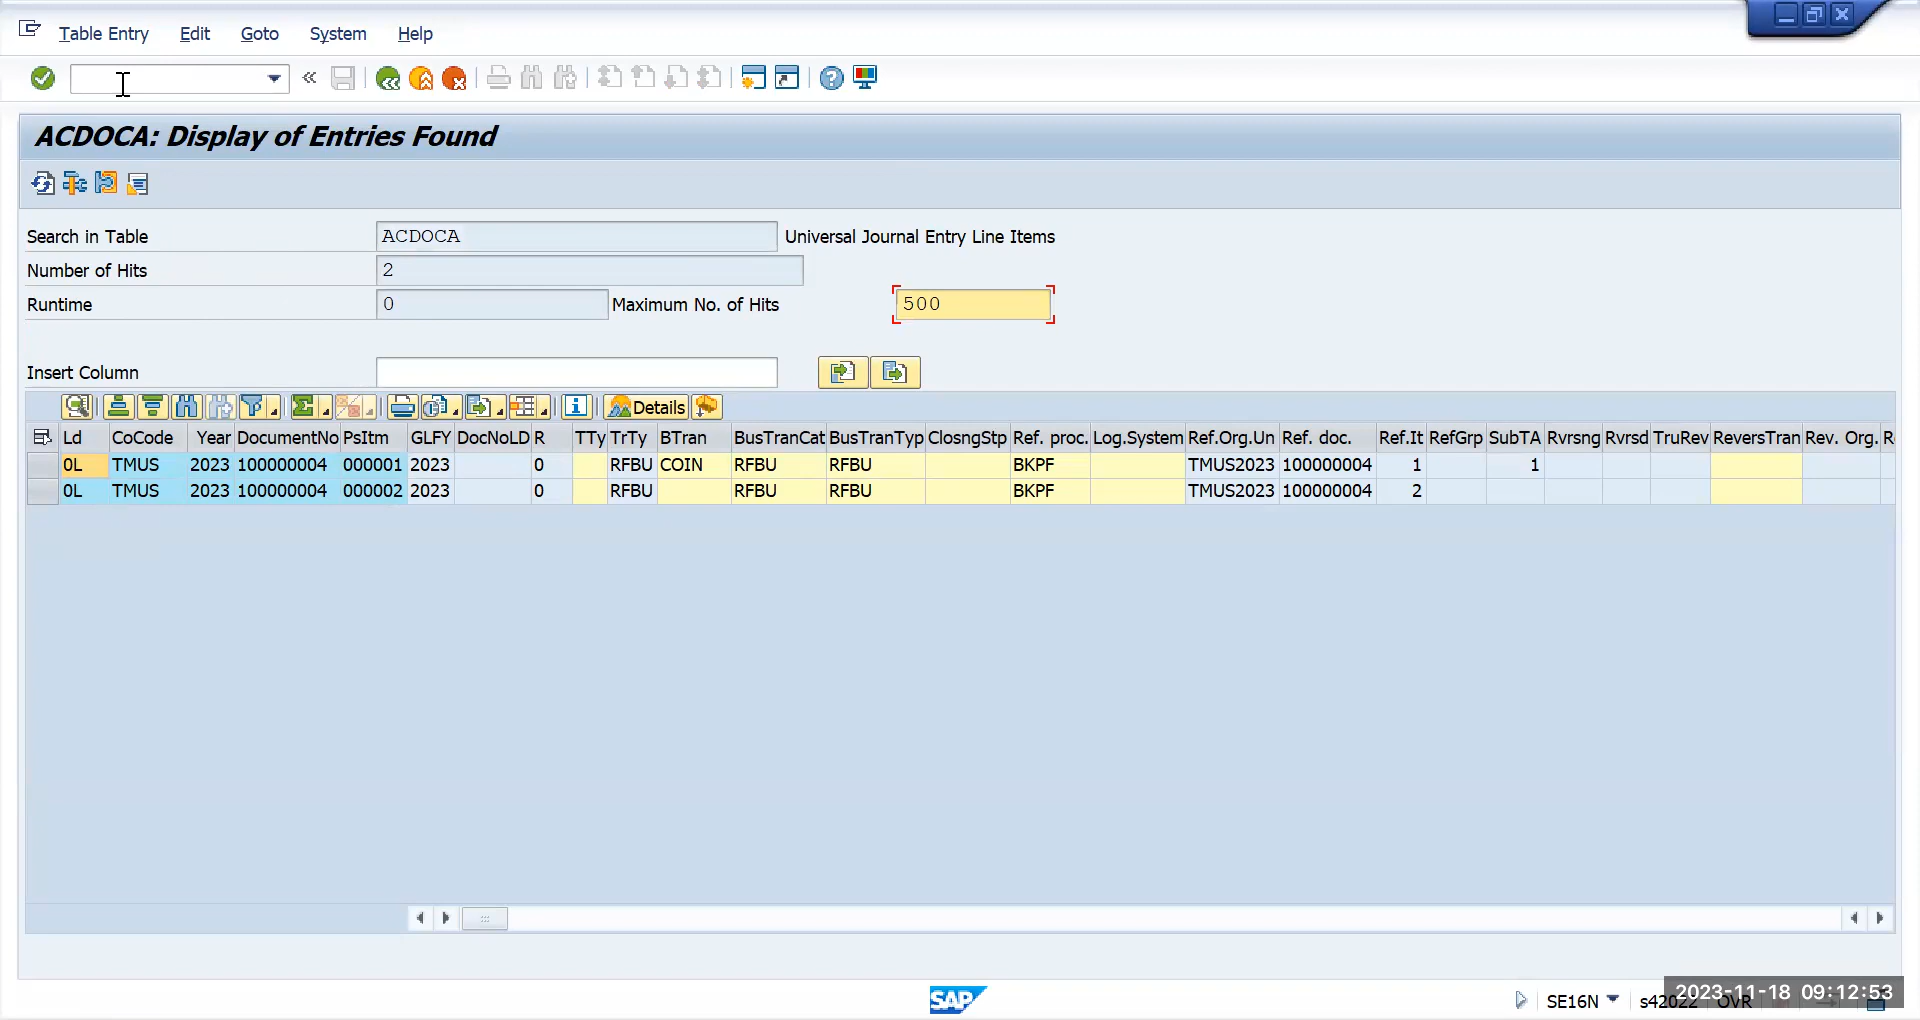 Table Entry Edit Goto System Help
ACDOCA: Display of Entries Found
Search in Table ACDOCA Universal Journal Entry Line Items
Number of Hits 2
Runtime 0 Maximum No. of Hits 500
Insert Column
Details
Ld CoCode Year DocumentNo PsItm GLFY DocNoLD R TTy TrTy BTran BusTranCat BusTranTyp ClosngStp Ref. proc. Log.System Ref.Org.Un Ref. doc. Ref.It RefGrp SubTA Rvrsng Rvrsd TruRev ReversTran Rev. Org.
0L TMUS 2023 100000004 000001 2023 0 RFBU COIN RFBU RFBU BKPF TMUS2023 100000004 1 1
0L TMUS 2023 100000004 000002 2023 0 RFBU RFBU RFBU BKPF TMUS2023 100000004 2
SAP SE16N s42022 OVR
2023-11-18 09:12:53